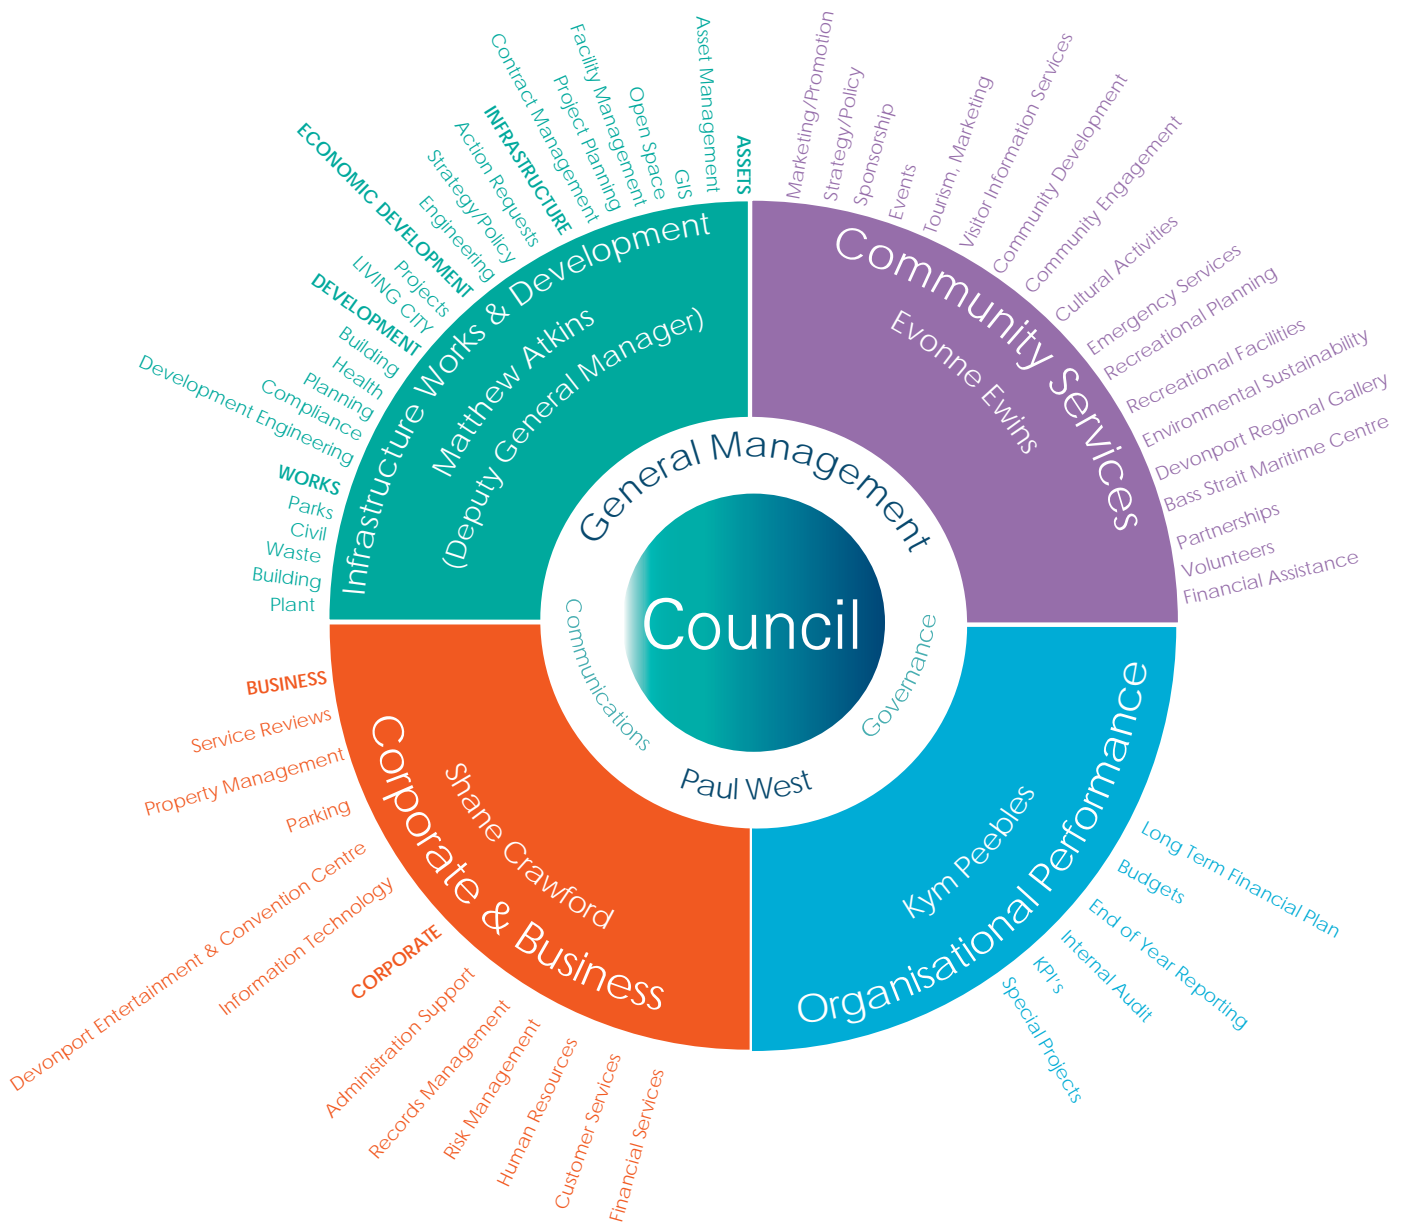 Council
General Management
Communications
Governance
Paul West
Infrastructure Works & Development
Matthew Atkins
(Deputy General Manager)
ASSETS
Asset Management
GIS
Open Space
Facility Management
Project Planning
Contract Management
INFRASTRUCTURE
Action Requests
Strategy/Policy
Engineering
ECONOMIC DEVELOPMENT
Projects
LIVING CITY
DEVELOPMENT
Building
Health
Planning
Compliance
Development Engineering
WORKS
Parks
Civil
Waste
Building
Plant
Community Services
Evonne Ewins
Marketing/Promotion
Strategy/Policy
Sponsorship
Events
Tourism, Marketing
Visitor Information Services
Community Development
Community Engagement
Cultural Activities
Emergency Services
Recreational Planning
Recreational Facilities
Environmental Sustainability
Devonport Regional Gallery
Bass Strait Maritime Centre
Partnerships
Volunteers
Financial Assistance
Organisational Performance
Kym Peebles
Long Term Financial Plan
Budgets
End of Year Reporting
Internal Audit
KPI's
Special Projects
Corporate & Business
Shane Crawford
BUSINESS
Service Reviews
Property Management
Parking
Devonport Entertainment & Convention Centre
Information Technology
CORPORATE
Administration Support
Records Management
Risk Management
Human Resources
Customer Services
Financial Services